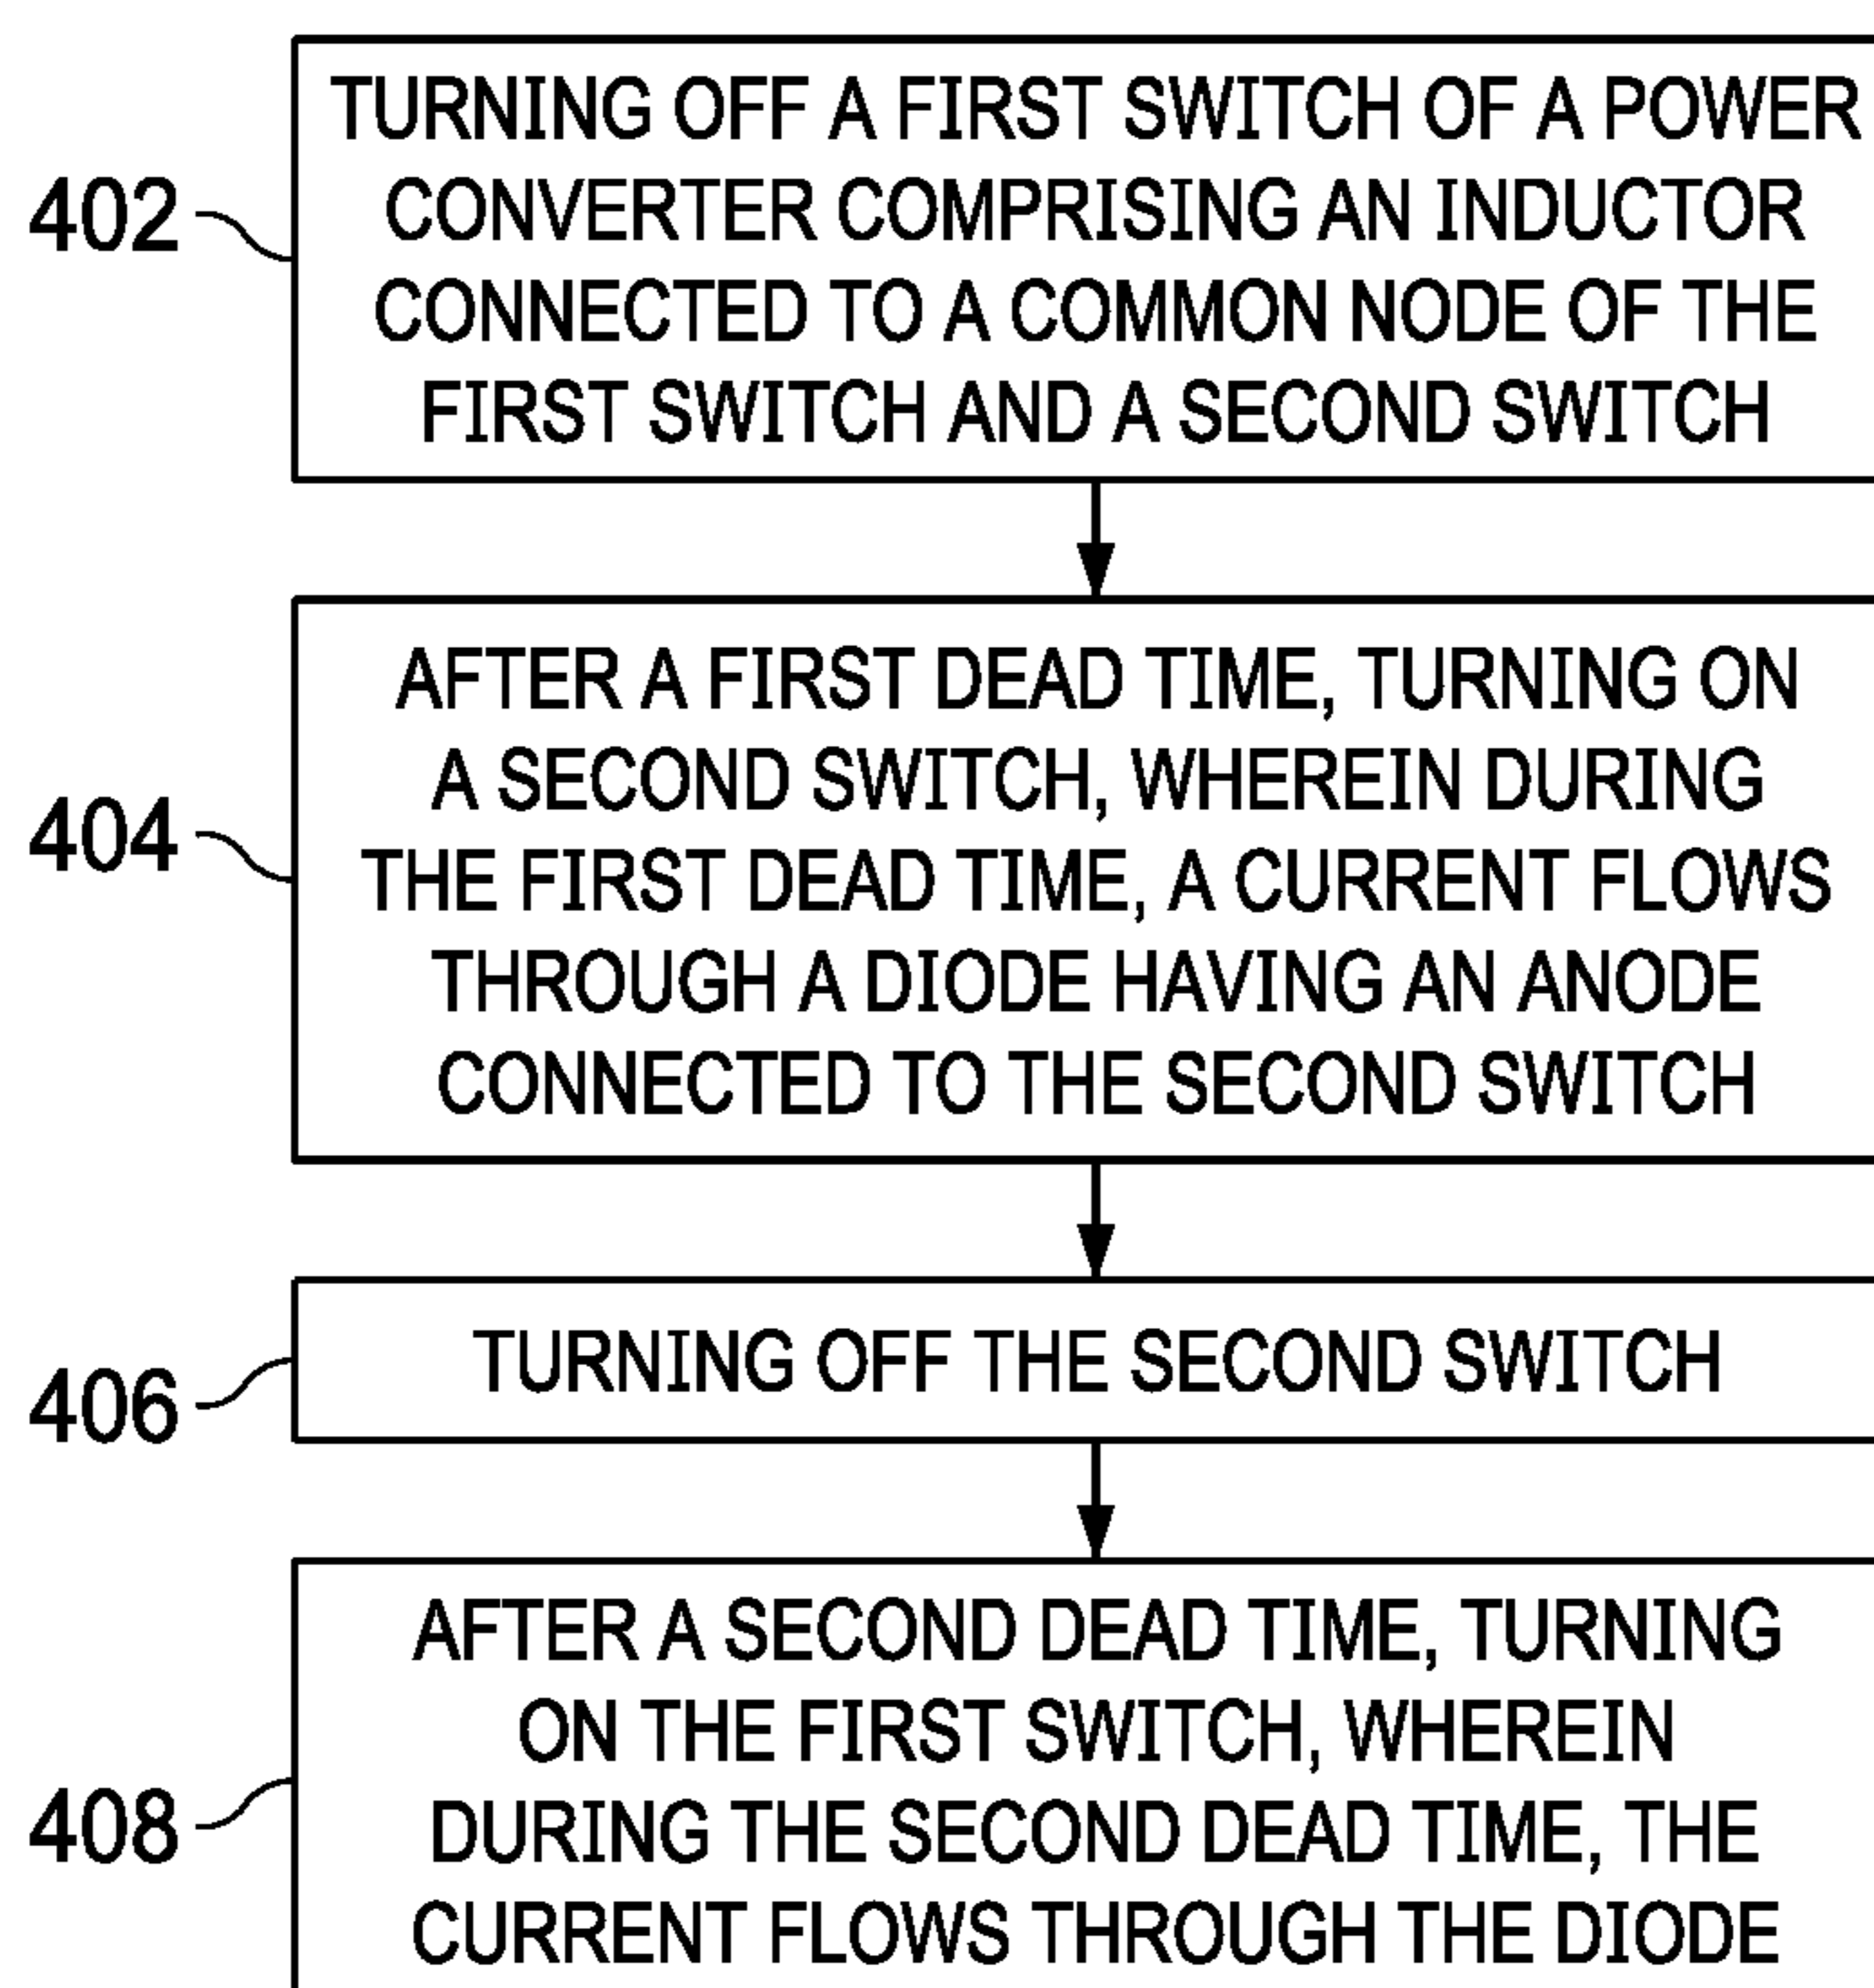 TURNING OFF A FIRST SWITCH OF A POWER
CONVERTER COMPRISING AN INDUCTOR
CONNECTED TO A COMMON NODE OF THE
FIRST SWITCH AND A SECOND SWITCH
402
AFTER A FIRST DEAD TIME, TURNING ON
A SECOND SWITCH, WHEREIN DURING
THE FIRST DEAD TIME, A CURRENT FLOWS
THROUGH A DIODE HAVING AN ANODE
CONNECTED TO THE SECOND SWITCH
404
TURNING OFF THE SECOND SWITCH
406
AFTER A SECOND DEAD TIME, TURNING
ON THE FIRST SWITCH, WHEREIN
DURING THE SECOND DEAD TIME, THE
CURRENT FLOWS THROUGH THE DIODE
408